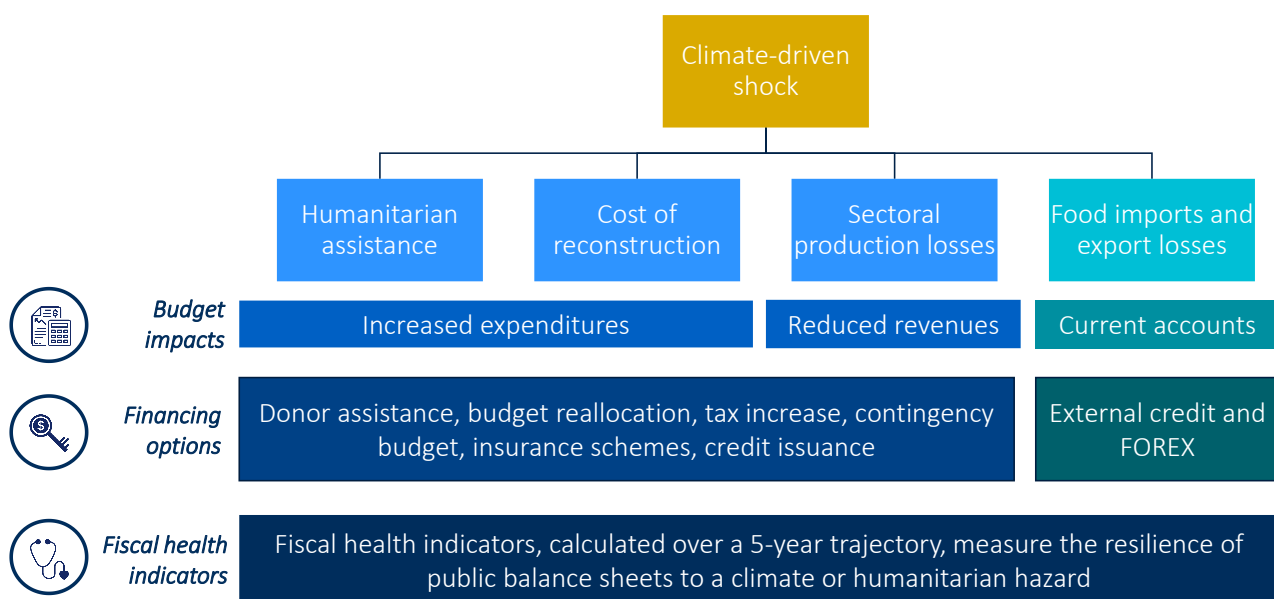 Climate-driven
shock
Humanitarian
assistance
Cost of
reconstruction
Sectoral
production losses
Food imports and
export losses
Budget
impacts
Increased expenditures
Reduced revenues
Current accounts
Financing
options
Donor assistance, budget reallocation, tax increase, contingency
budget, insurance schemes, credit issuance
External credit and
FOREX
Fiscal health
indicators
Fiscal health indicators, calculated over a 5-year trajectory, measure the resilience of
public balance sheets to a climate or humanitarian hazard